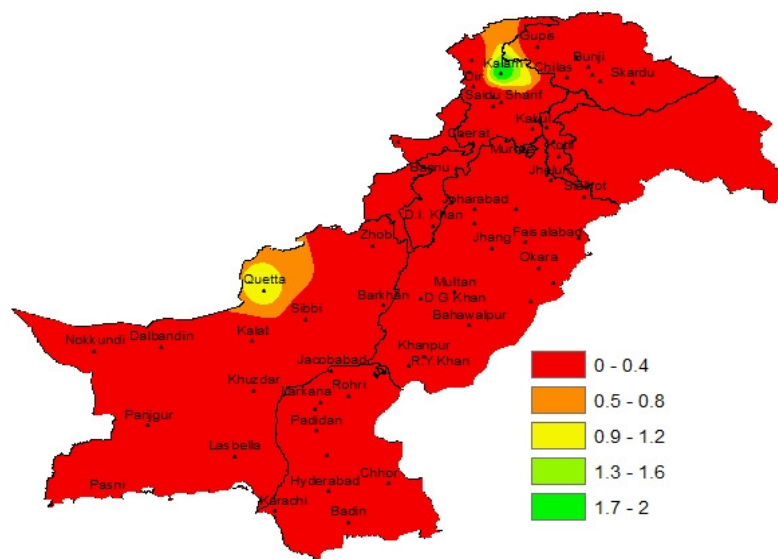 Gupis
Kalam
Bunji
Chilas
Dir
Skardu
Saidu Sharif
Kakul
Cherat
Kotli
Bannu
Jhelum
Sialkot
Joharabad
D.I. Khan
Zhob
Jhang
Faisalabad
Okara
Quetta
Multan
Barkhan
D.G.Khan
Sibbi
Bahawalpur
Nokkundi
Dalbandin
Kalat
Khanpur
Jacobabad
R.Y.Khan
Khuzdar
Larkana
Rohri
Panjgur
Padidan
Lasbella
Pasni
Hyderabad
Chhor
Karachi
Badin
0 - 0.4
0.5 - 0.8
0.9 - 1.2
1.3 - 1.6
1.7 - 2